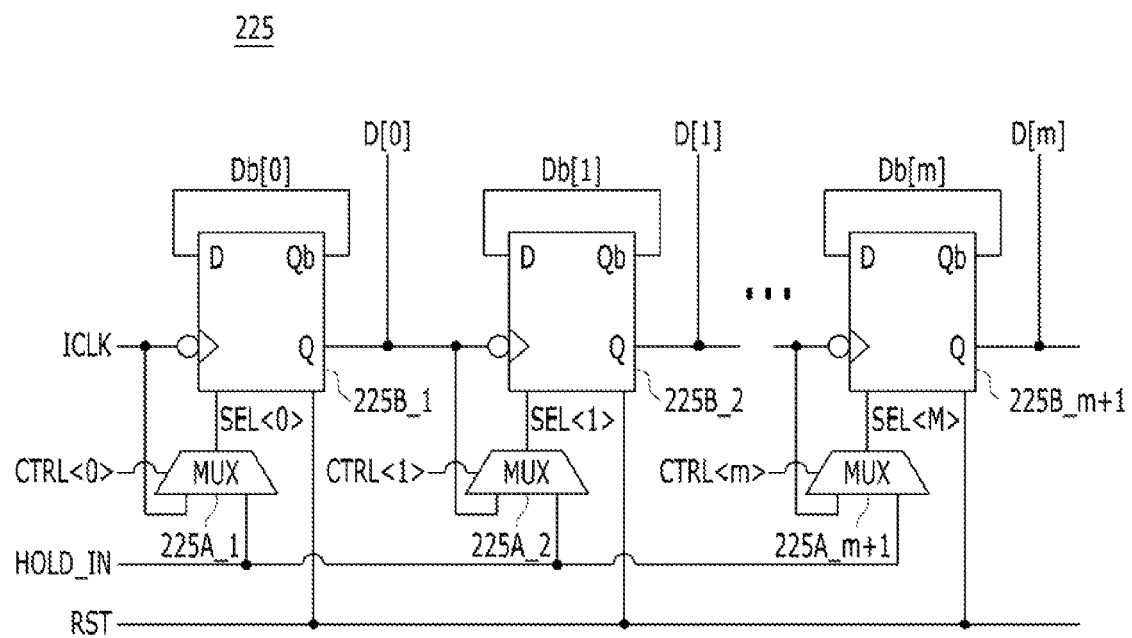 225
D[0] D[1] D[m]
Db[0] Db[1] Db[m]
D Qb D Qb D Qb
ICLK Q Q Q
225B_1 225B_2 225B_m+1
SEL<0> SEL<1> SEL<M>
CTRL<0> MUX CTRL<1> MUX CTRL<m> MUX
225A_1 225A_2 225A_m+1
HOLD_IN
RST